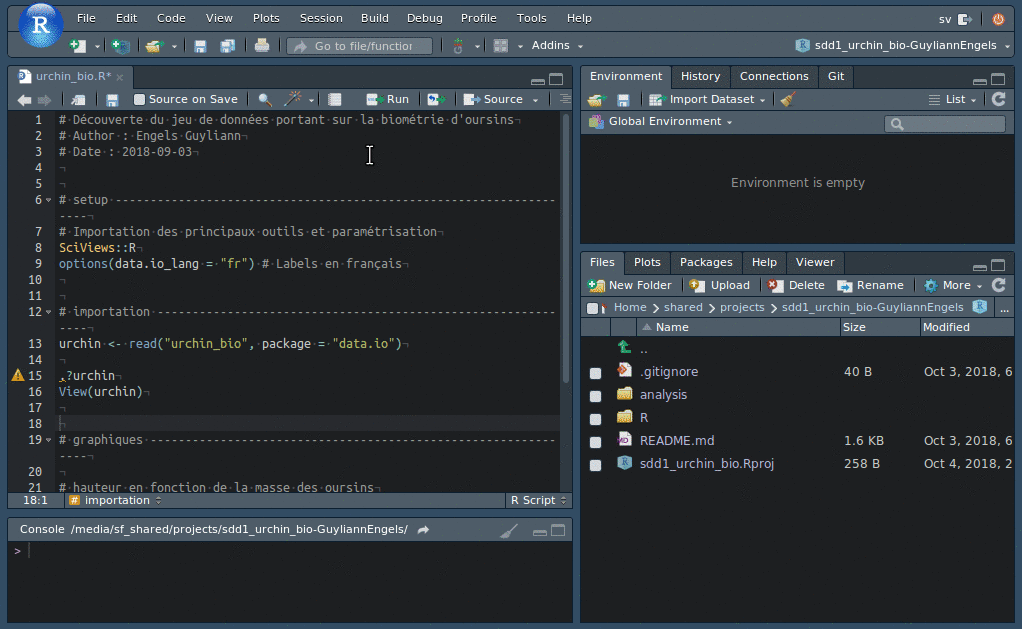 File Edit Code View Plots Session Build Debug Profile Tools Help
sv
R
Go to file/function
Addins
sdd1_urchin_bio-GuyliannEngels
urchin_bio.R*
Source on Save
Run
Source
1 # Découverte du jeu de données portant sur la biométrie d'oursins
2 # Author : Engels Guyliann
3 # Date : 2018-09-03
4
5
6 # setup -------------------------------------------------------------
----
7 # Importation des principaux outils et paramétrisation
8 SciViews::R
9 options(data.io_lang = "fr") # Labels en français
10
11
12 # importation --------------------------------------------------------
----
13 urchin <- read("urchin_bio", package = "data.io")
14
15 .?urchin
16 View(urchin)
17
18
19 # graphiques ---------------------------------------------------------
----
20
21 # hauteur en fonction de la masse des oursins
18:1
# importation
R Script
Console /media/sf_shared/projects/sdd1_urchin_bio-GuyliannEngels/
>
Environment History Connections Git
Import Dataset
List
Global Environment
Environment is empty
Files Plots Packages Help Viewer
New Folder Upload Delete Rename More
Home shared projects sdd1_urchin_bio-GuyliannEngels ...
Name Size Modified
..
.gitignore 40 B Oct 3, 2018, 6
analysis
R
README.md 1.6 KB Oct 3, 2018, 6
sdd1_urchin_bio.Rproj 258 B Oct 4, 2018, 2